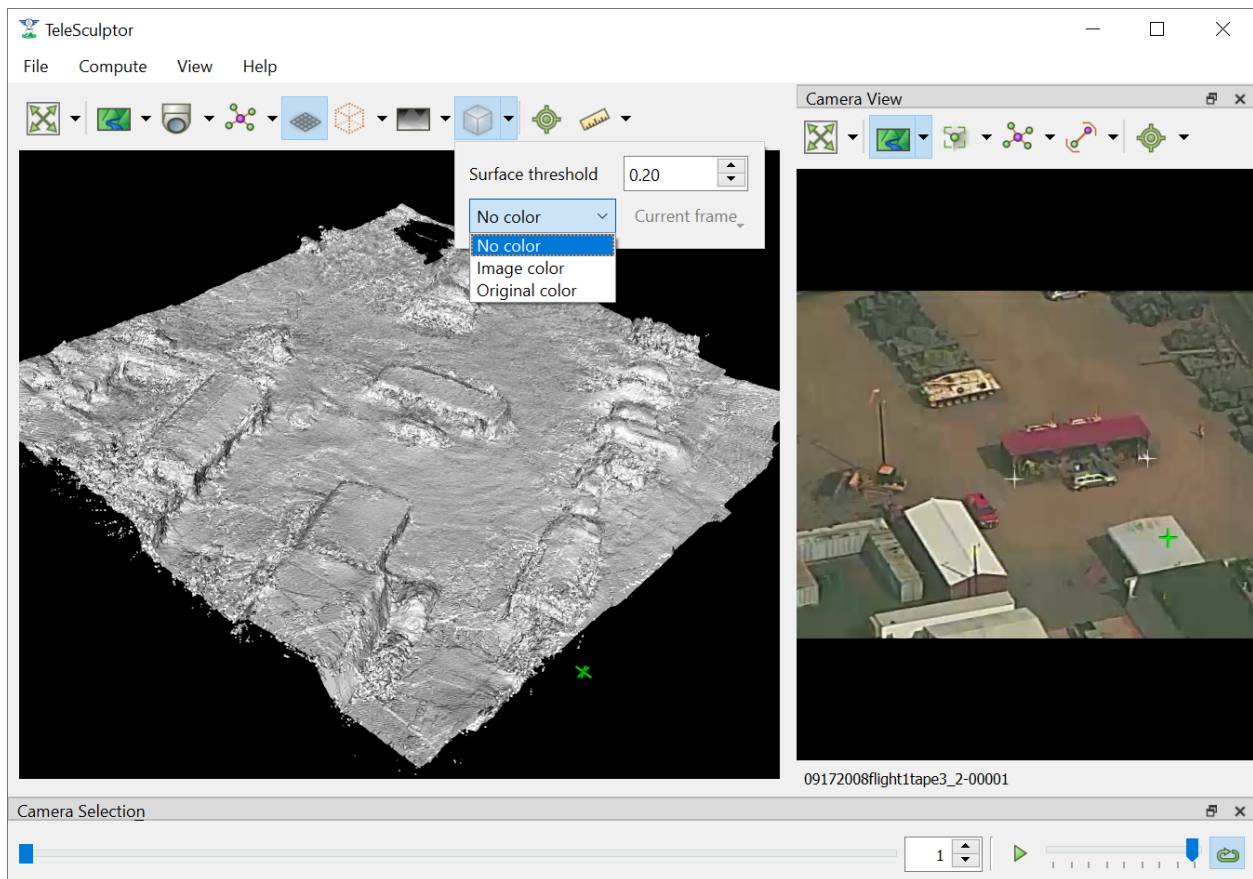 TeleSculptor
File Compute View Help
Camera View
Surface threshold 0.20
No color Current frame
No color
Image color
Original color
09172008flight1tape3_2-00001
Camera Selection
1